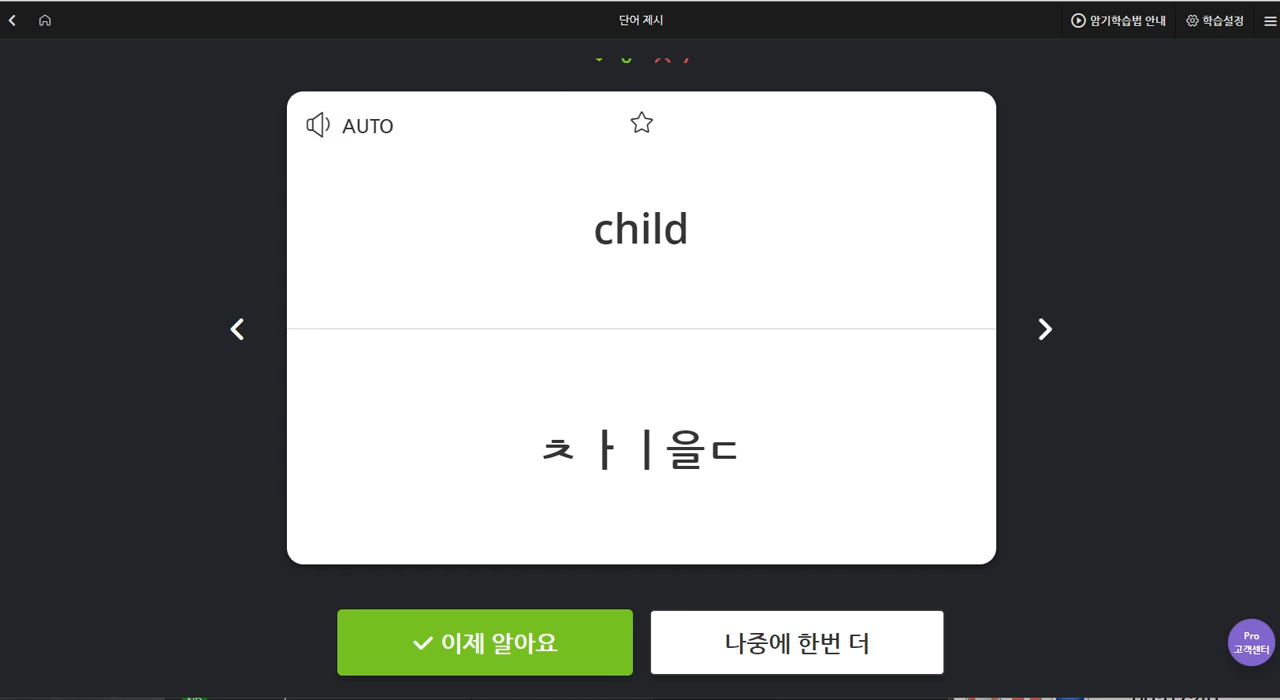 단어 제시
암기학습법 안내
학습설정
AUTO
child
ㅊㅏㅣ을ㄷ
이제 알아요
나중에 한번 더
Pro
고객센터